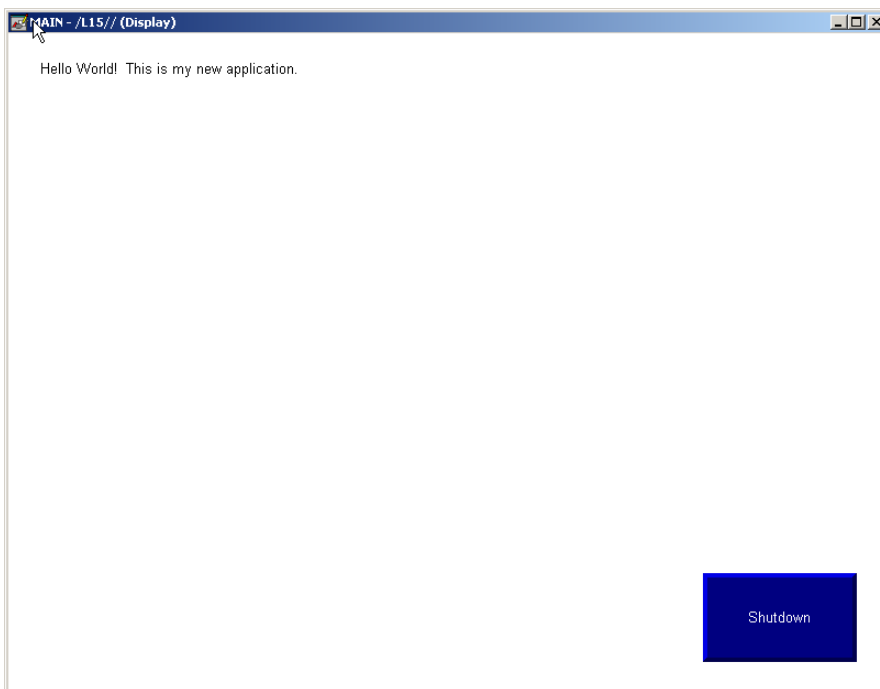 MAIN - /L15// (Display)
Hello World!  This is my new application.
Shutdown